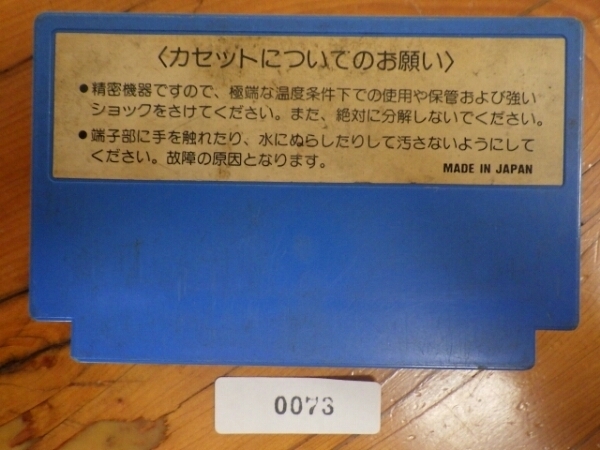 〈カセットについてのお願い〉
●精密機器ですので、極端な温度条件下での使用や保管および強い
ショックをさけてください。また、絶対に分解しないでください。
●端子部に手を触れたり、水にぬらしたりして汚さないようにして
ください。故障の原因となります。
MADE IN JAPAN
0073